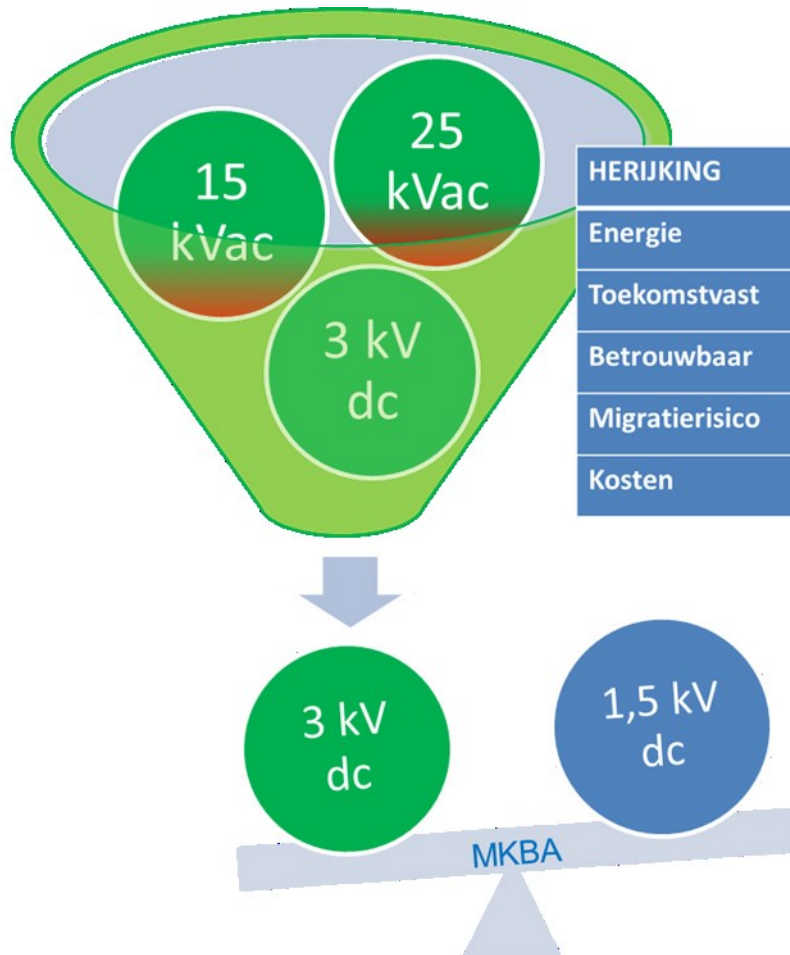 25
kVac
15
kVac
3 kV
dc
HERIJKING
Energie
Toekomstvast
Betrouwbaar
Migratierisico
Kosten
3 kV
dc
1,5 kV
dc
MKBA